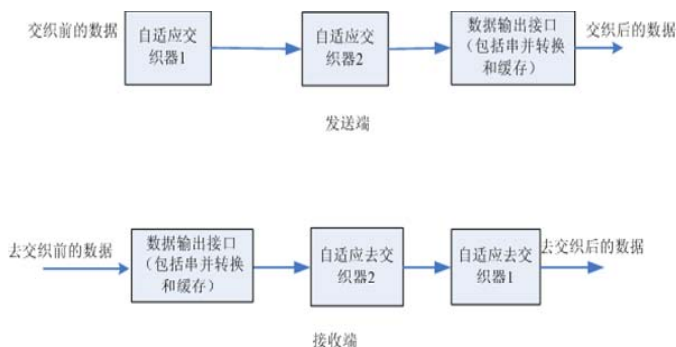 交织前的数据
自适应交
织器1
自适应交
织器2
数据输出接口
（包括串并转换
和缓存）
交织后的数据
发送端
去交织前的数据
数据输出接口
（包括串并转换
和缓存）
自适应去交
织器2
自适应去交
织器1
去交织后的数据
接收端